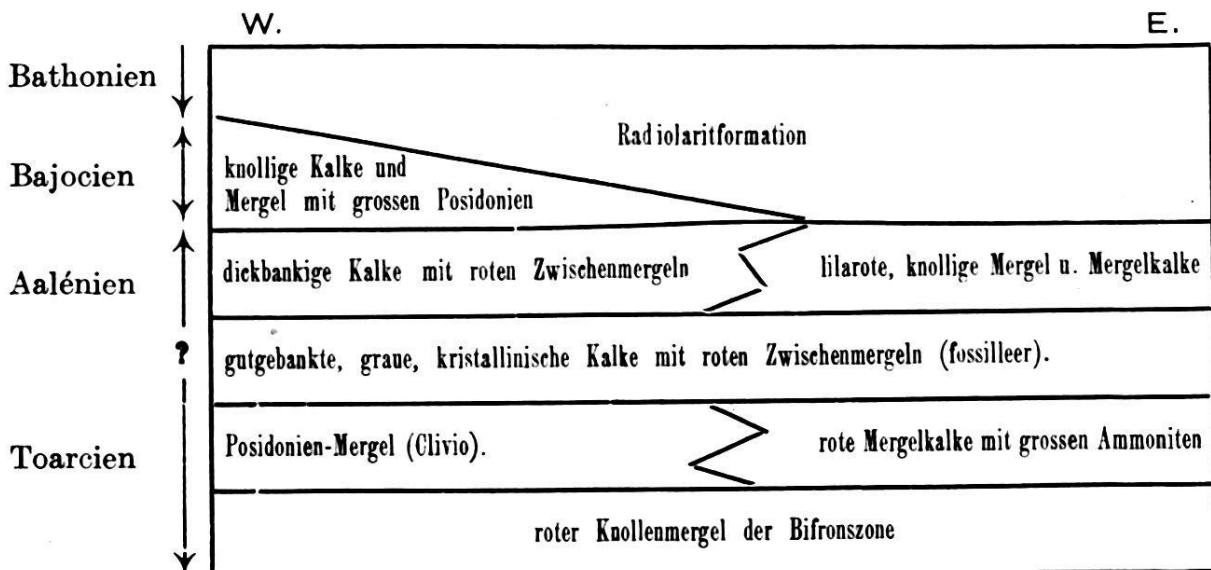 W. E.
Bathonien
Radiolaritformation
Bajocien
knollige Kalke und
Mergel mit grossen Posidonien
Aalénien
dickbankige Kalke mit roten Zwischenmergeln
lilarote, knollige Mergel u. Mergelkalke
?
gutgebankte, graue, kristallinische Kalke mit roten Zwischenmergeln (fossilleer).
Toarcien
Posidonien-Mergel (Clivio).
rote Mergelkalke mit grossen Ammoniten
roter Knollenmergel der Bifronszone